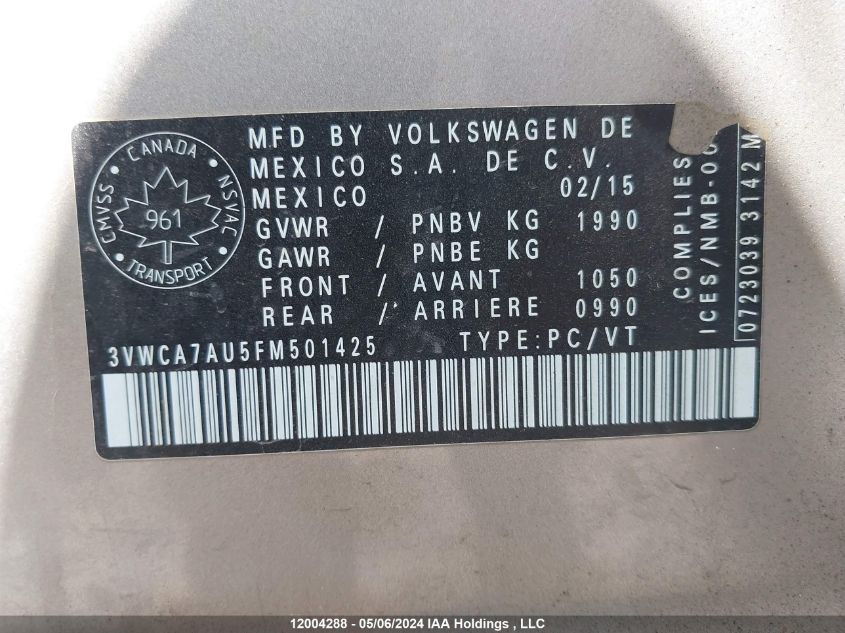 CANADA
CMVSS
NSVAC
961
TRANSPORT
MFD BY VOLKSWAGEN DE
MEXICO S.A. DE C.V.
MEXICO 02/15
GVWR / PNBV KG 1990
GAWR / PNBE KG
FRONT / AVANT 1050
REAR / ARRIERE 0990
3VWCA7AU5FM501425 TYPE:PC/VT
COMPLIES
ICES/NMB-
0723039 3142 M
12004288 - 05/06/2024 IAA Holdings , LLC